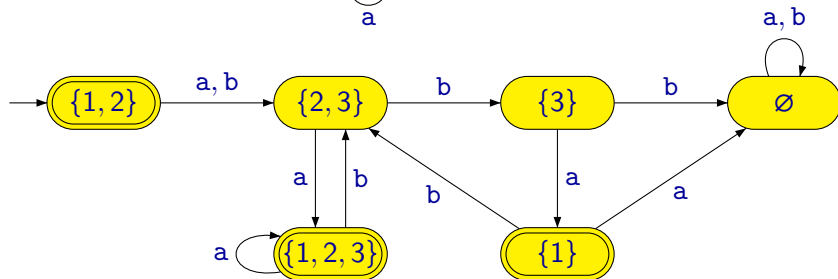 a
a, b
{1, 2} a, b {2, 3} b {3} b ∅
a b b a a
a {1, 2, 3} {1}